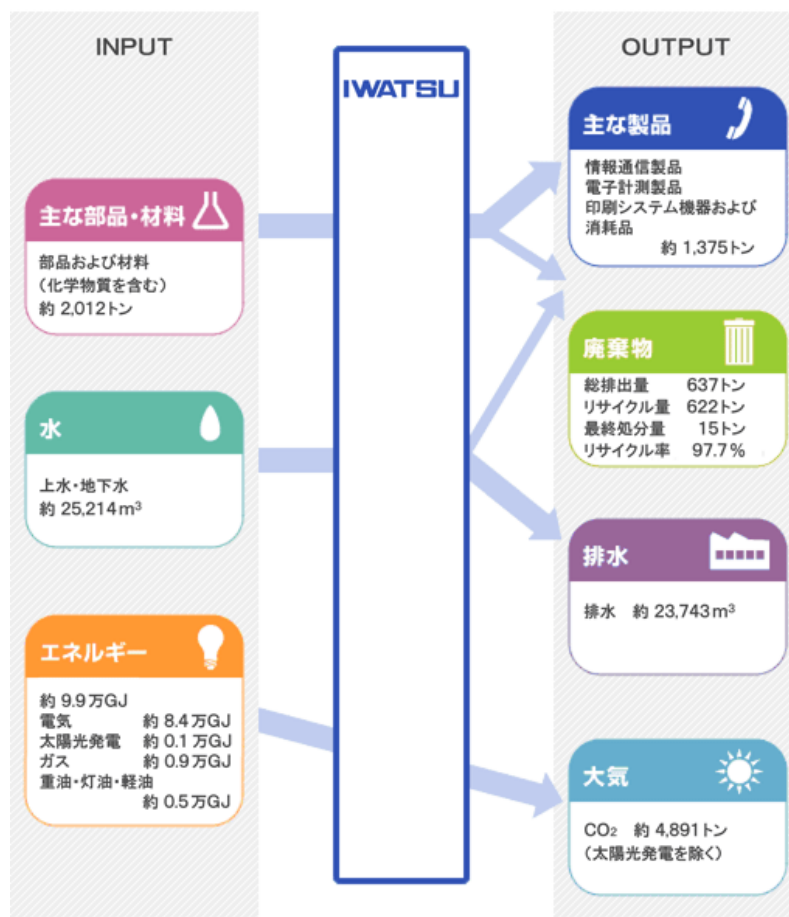 INPUT
主な部品・材料
部品および材料
（化学物質を含む）
約 2,012トン
水
上水・地下水
約 25,214m³
エネルギー
約 9.9万GJ
電気 約 8.4万GJ
太陽光発電 約 0.1万GJ
ガス 約 0.9万GJ
重油・灯油・軽油
約 0.5万GJ
IWATSU
OUTPUT
主な製品
情報通信製品
電子計測製品
印刷システム機器および
消耗品
約 1,375トン
廃棄物
総排出量 637トン
リサイクル量 622トン
最終処分量 15トン
リサイクル率 97.7%
排水
排水 約 23,743m³
大気
CO₂ 約 4,891トン
（太陽光発電を除く）